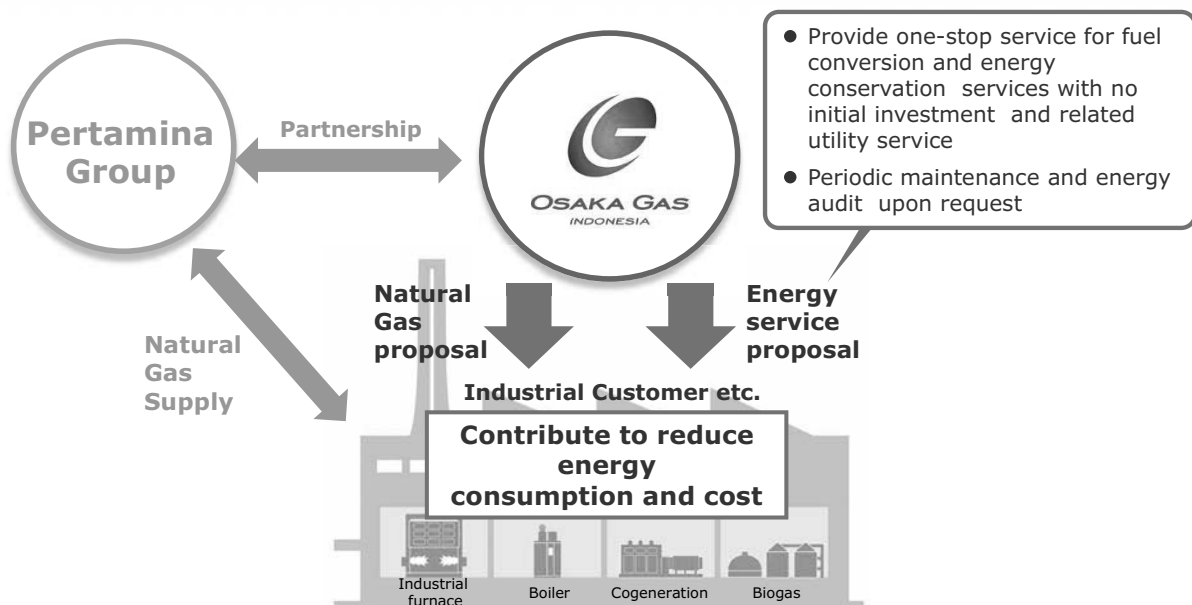 Pertamina
Group
Partnership
OSAKA GAS
INDONESIA
● Provide one-stop service for fuel
conversion and energy
conservation services with no
initial investment and related
utility service
● Periodic maintenance and energy
audit upon request
Natural
Gas
Supply
Natural
Gas
proposal
Energy
service
proposal
Industrial Customer etc.
Contribute to reduce
energy
consumption and cost
Industrial
furnace
Boiler
Cogeneration
Biogas